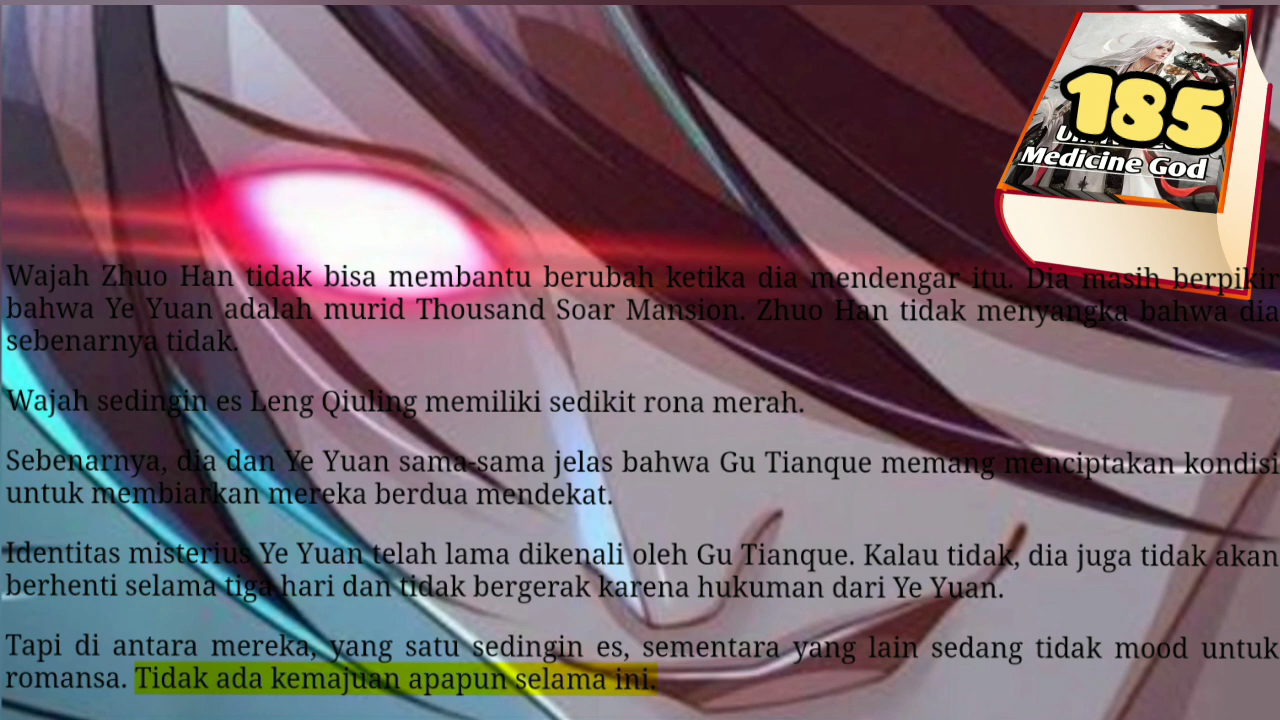 185
Medicine God
Wajah Zhuo Han tidak bisa membantu berubah ketika dia mendengar itu. Dia masih berpikir
bahwa Ye Yuan adalah murid Thousand Soar Mansion. Zhuo Han tidak menyangka bahwa dia
sebenarnya tidak.
Wajah sedingin es Leng Qiuling memiliki sedikit rona merah.
Sebenarnya, dia dan Ye Yuan sama-sama jelas bahwa Gu Tianque memang menciptakan kondisi
untuk membiarkan mereka berdua mendekat.
Identitas misterius Ye Yuan telah lama dikenali oleh Gu Tianque. Kalau tidak, dia juga tidak akan
berhenti selama tiga hari dan tidak bergerak karena hukuman dari Ye Yuan.
Tapi di antara mereka, yang satu sedingin es, sementara yang lain sedang tidak mood untuk
romansa. Tidak ada kemajuan apapun selama ini.